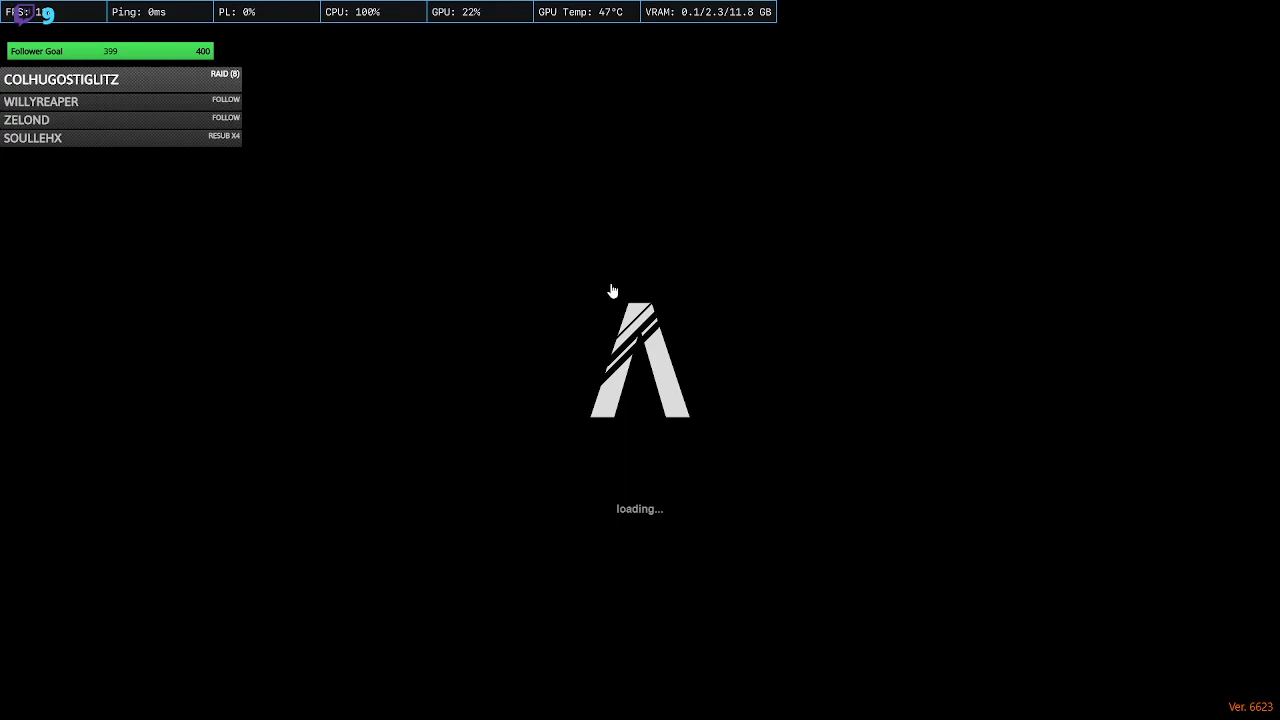 Ping: 0ms PL: 0% CPU: 100% GPU: 22% GPU Temp: 47°C VRAM: 0.1/2.3/11.8 GB
9
Follower Goal 399 400
COLHUGOSTIGLITZ RAID (8)
WILLYREAPER FOLLOW
ZELOND FOLLOW
SOULLEHX RESUB X4
loading...
Ver. 6623